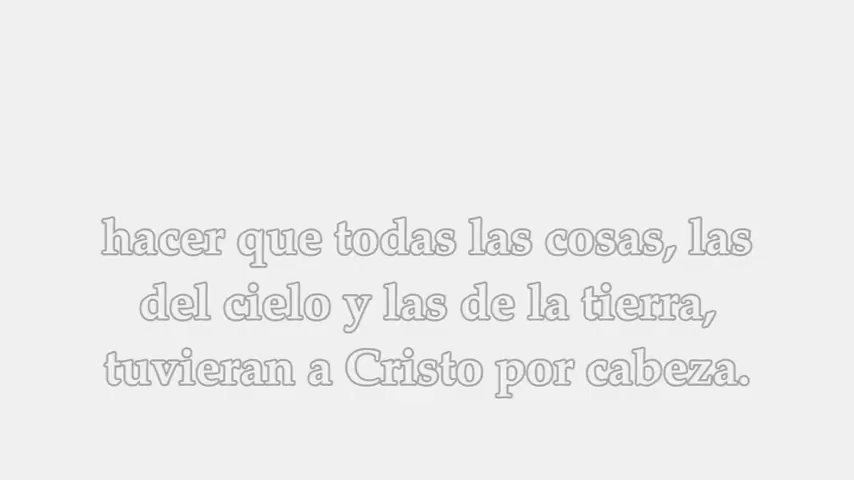 hacer que todas las cosas, las
del cielo y las de la tierra,
tuvieran a Cristo por cabeza.